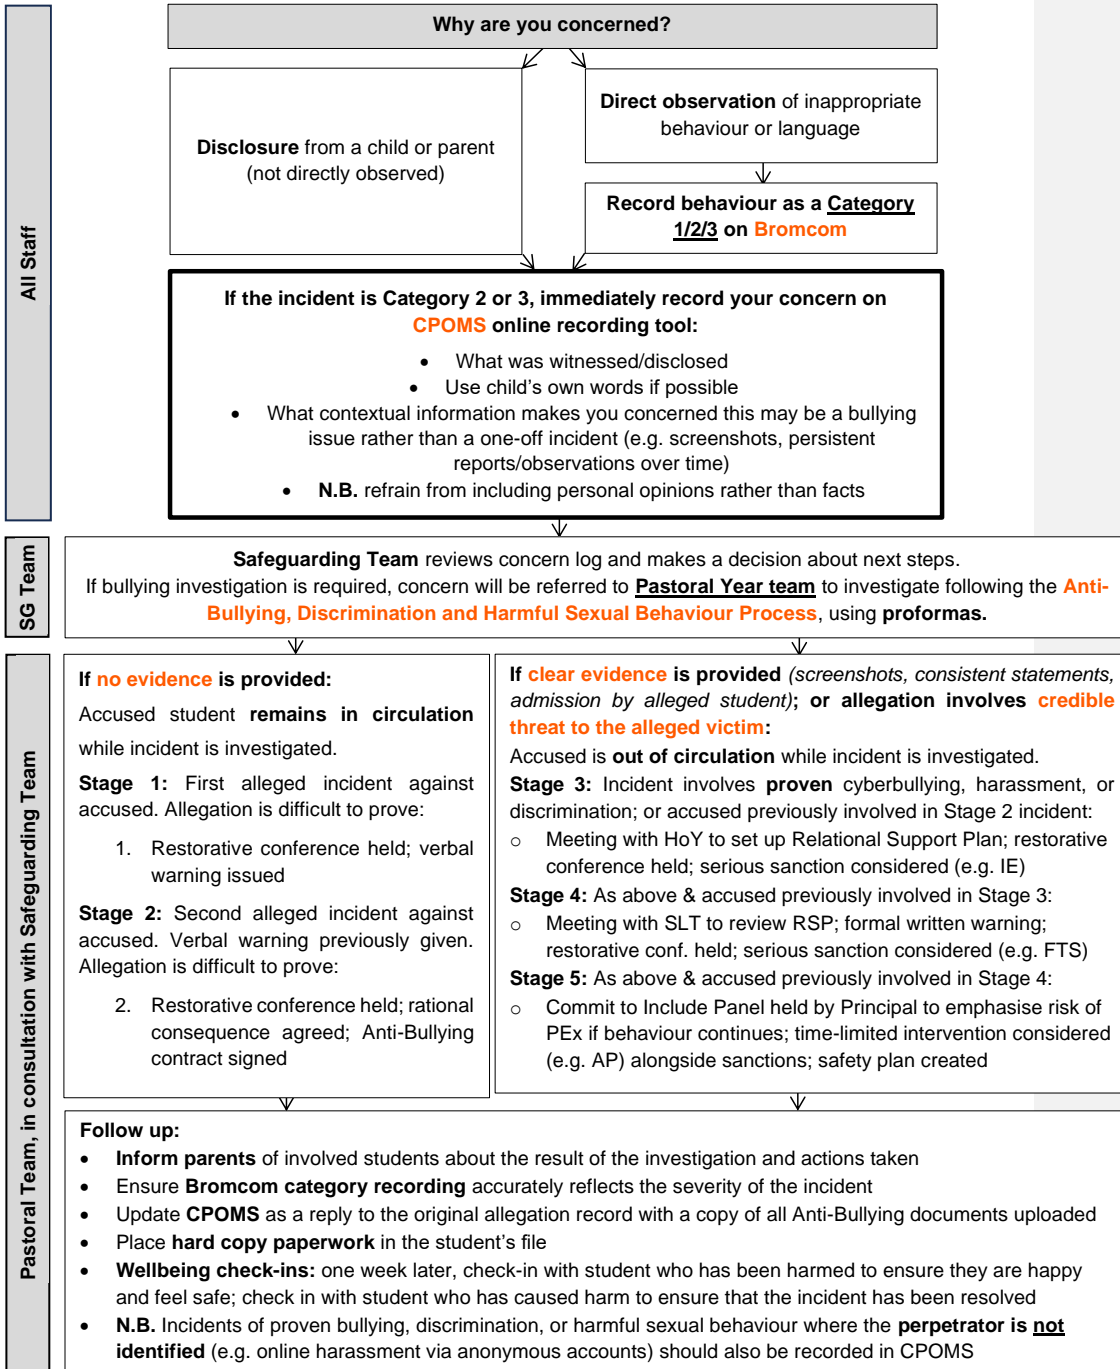 Why are you concerned?
All Staff
Disclosure from a child or parent
(not directly observed)
Direct observation of inappropriate
behaviour or language
Record behaviour as a Category
1/2/3 on Bromcom
If the incident is Category 2 or 3, immediately record your concern on
CPOMS online recording tool:
• What was witnessed/disclosed
• Use child's own words if possible
• What contextual information makes you concerned this may be a bullying
issue rather than a one-off incident (e.g. screenshots, persistent
reports/observations over time)
• N.B. refrain from including personal opinions rather than facts
SG Team
Safeguarding Team reviews concern log and makes a decision about next steps.
If bullying investigation is required, concern will be referred to Pastoral Year team to investigate following the Anti-
Bullying, Discrimination and Harmful Sexual Behaviour Process, using proformas.
Pastoral Team, in consultation with Safeguarding Team
If no evidence is provided:
Accused student remains in circulation
while incident is investigated.
Stage 1: First alleged incident against
accused. Allegation is difficult to prove:
1. Restorative conference held; verbal
warning issued
Stage 2: Second alleged incident against
accused. Verbal warning previously given.
Allegation is difficult to prove:
2. Restorative conference held; rational
consequence agreed; Anti-Bullying
contract signed
If clear evidence is provided (screenshots, consistent statements,
admission by alleged student); or allegation involves credible
threat to the alleged victim:
Accused is out of circulation while incident is investigated.
Stage 3: Incident involves proven cyberbullying, harassment, or
discrimination; or accused previously involved in Stage 2 incident:
o Meeting with HoY to set up Relational Support Plan; restorative
conference held; serious sanction considered (e.g. IE)
Stage 4: As above & accused previously involved in Stage 3:
o Meeting with SLT to review RSP; formal written warning;
restorative conf. held; serious sanction considered (e.g. FTS)
Stage 5: As above & accused previously involved in Stage 4:
o Commit to Include Panel held by Principal to emphasise risk of
PEx if behaviour continues; time-limited intervention considered
(e.g. AP) alongside sanctions; safety plan created
Follow up:
• Inform parents of involved students about the result of the investigation and actions taken
• Ensure Bromcom category recording accurately reflects the severity of the incident
• Update CPOMS as a reply to the original allegation record with a copy of all Anti-Bullying documents uploaded
• Place hard copy paperwork in the student's file
• Wellbeing check-ins: one week later, check-in with student who has been harmed to ensure they are happy
and feel safe; check in with student who has caused harm to ensure that the incident has been resolved
• N.B. Incidents of proven bullying, discrimination, or harmful sexual behaviour where the perpetrator is not
identified (e.g. online harassment via anonymous accounts) should also be recorded in CPOMS